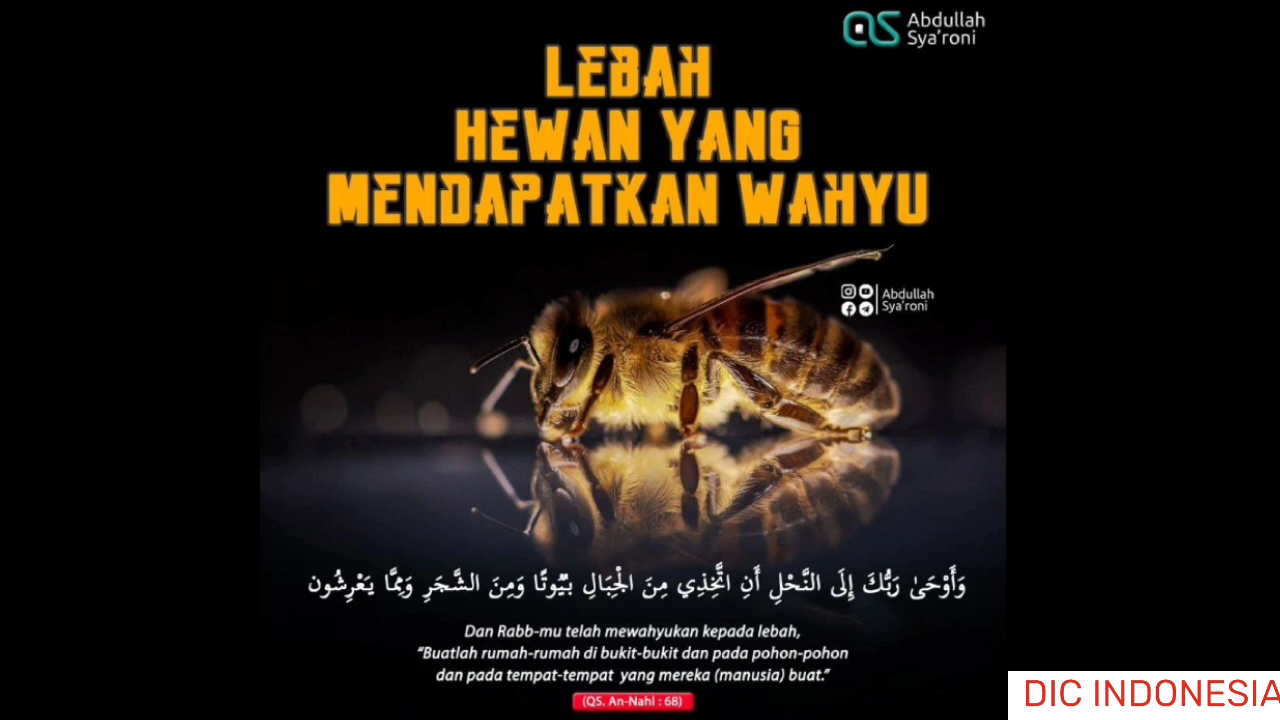 Abdullah
Sya'roni
LEBAH
HEWAN YANG
MENDAPATKAN WAHYU
Abdullah
Sya'roni
وَأَوْحَىٰ رَبُّكَ إِلَى النَّحْلِ أَنِ اتَّخِذِي مِنَ الْجِبَالِ بُيُوتًا وَمِنَ الشَّجَرِ وَمِمَّا يَعْرِشُون
Dan Rabb-mu telah mewahyukan kepada lebah,
“Buatlah rumah-rumah di bukit-bukit dan pada pohon-pohon
dan pada tempat-tempat yang mereka (manusia) buat.”
(QS. An-Nahl : 68)
DIC INDONESIA